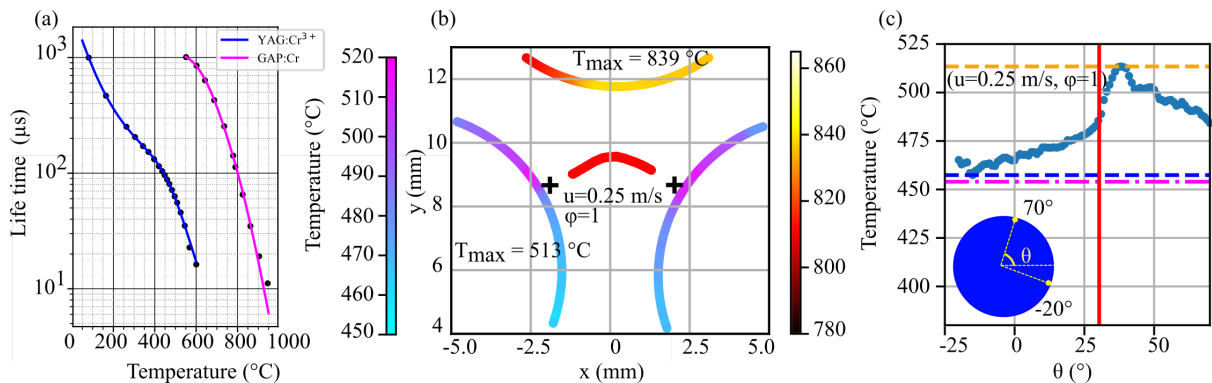 (a)
Life time (µs)
10³
10²
10¹
YAG:Cr³⁺
GAP:Cr
200
400
600
800
1000
Temperature (°C)
Temperature (°C)
520
510
500
490
480
470
460
450
(b)
y (mm)
12
10
8
6
4
T_max = 839 °C
u=0.25 m/s
φ=1
T_max = 513 °C
-5.0
-2.5
0
2.5
5.0
x (mm)
860
840
820
800
780
(c)
Temperature (°C)
525
500
475
450
425
400
(u=0.25 m/s, φ=1)
70°
θ
-20°
-25
0
25
50
θ (°)